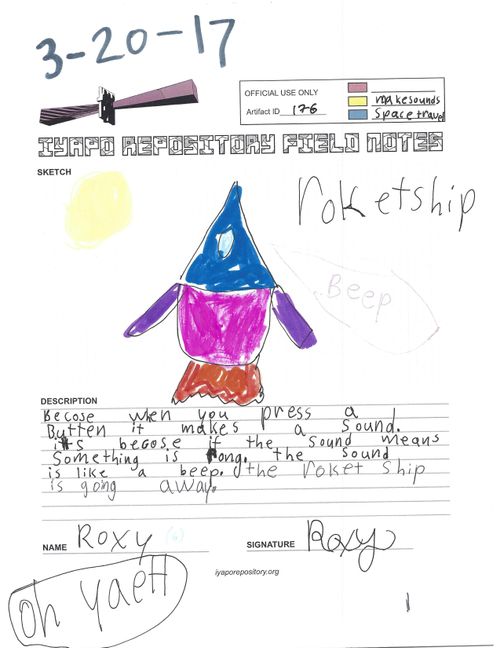 3-20-17
OFFICIAL USE ONLY
Artifact ID 176
makesounds
Space travel
IYAPO REPOSITORY FIELD NOTES
SKETCH
roketship
Beep
DESCRIPTION
Becose when you press a
Butten it makes a sound.
it's becose if the sound means
Something is rong. the sound
is like a beep. the roket ship
is going away.
NAME Roxy (6)
SIGNATURE Roxy
iyaporepository.org
oh yaeH